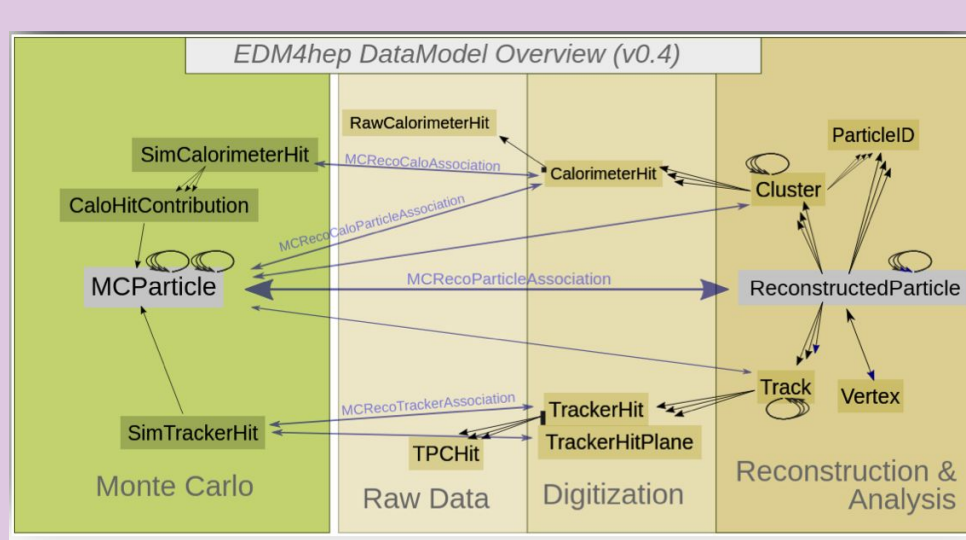 EDM4hep DataModel Overview (v0.4)
RawCalorimeterHit
ParticleID
SimCalorimeterHit
MCRecoCaloAssociation
CalorimeterHit
Cluster
CaloHitContribution
MCRecoCaloParticleAssociation
MCParticle
MCRecoParticleAssociation
ReconstructedParticle
Track
Vertex
MCRecoTrackerAssociation
TrackerHit
SimTrackerHit
TrackerHitPlane
TPCHit
Monte Carlo
Raw Data
Digitization
Reconstruction &
Analysis